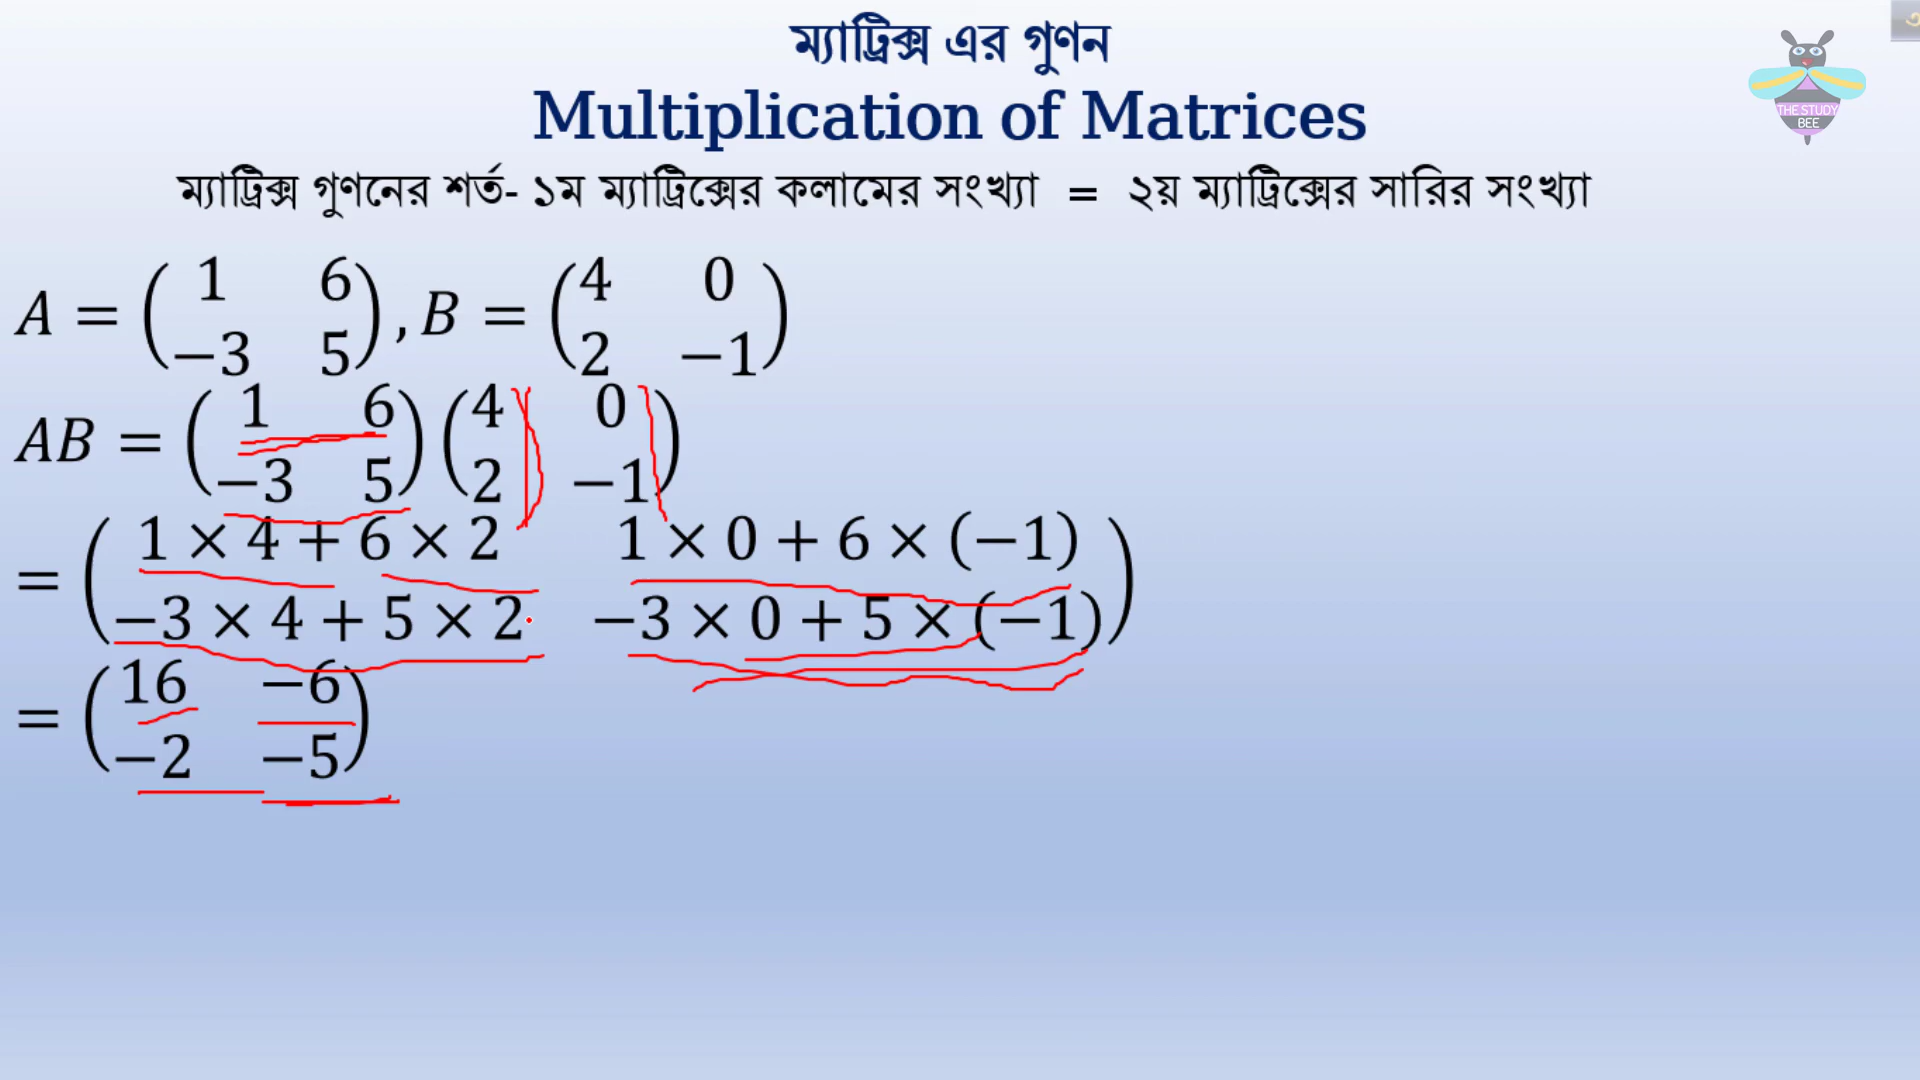 ম্যাট্রিক্স এর গুণন
Multiplication of Matrices
THE STUDY
BEE
ম্যাট্রিক্স গুণনের শর্ত- ১ম ম্যাট্রিক্সের কলামের সংখ্যা = ২য় ম্যাট্রিক্সের সারির সংখ্যা
A = ( 1 6
−3 5 ) , B = ( 4 0
2 −1 )
AB = ( 1 6
−3 5 ) ( 4 0
2 −1 )
= ( 1 × 4 + 6 × 2 1 × 0 + 6 × (−1)
−3 × 4 + 5 × 2 −3 × 0 + 5 × (−1) )
= ( 16 −6
−2 −5 )